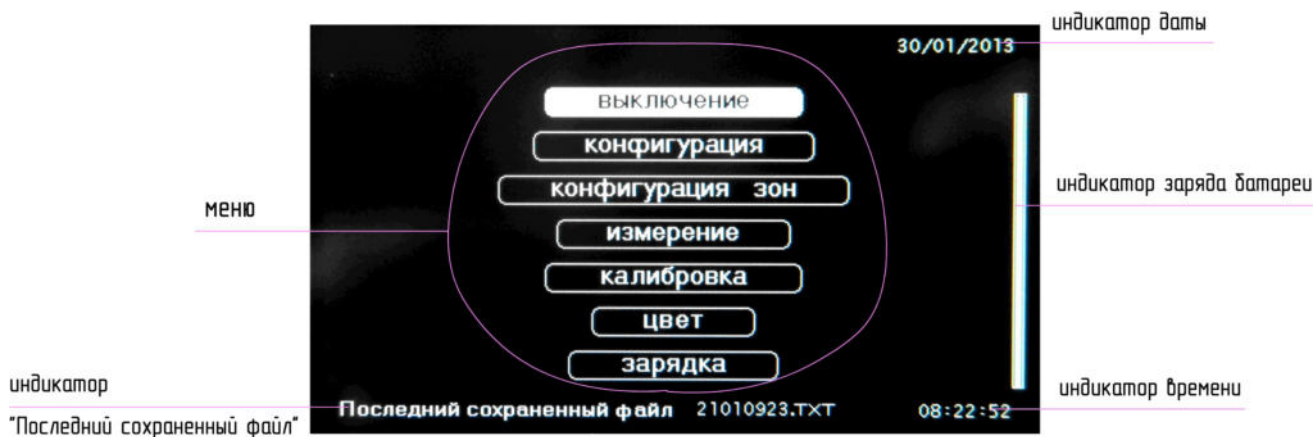 индикатор даты
30/01/2013
выключение
конфигурация
индикатор заряда батареи
конфигурация зон
меню
измерение
калибровка
цвет
зарядка
индикатор
индикатор времени
Последний сохраненный файл 21010923.TXT
08:22:52
"Последний сохраненный файл"